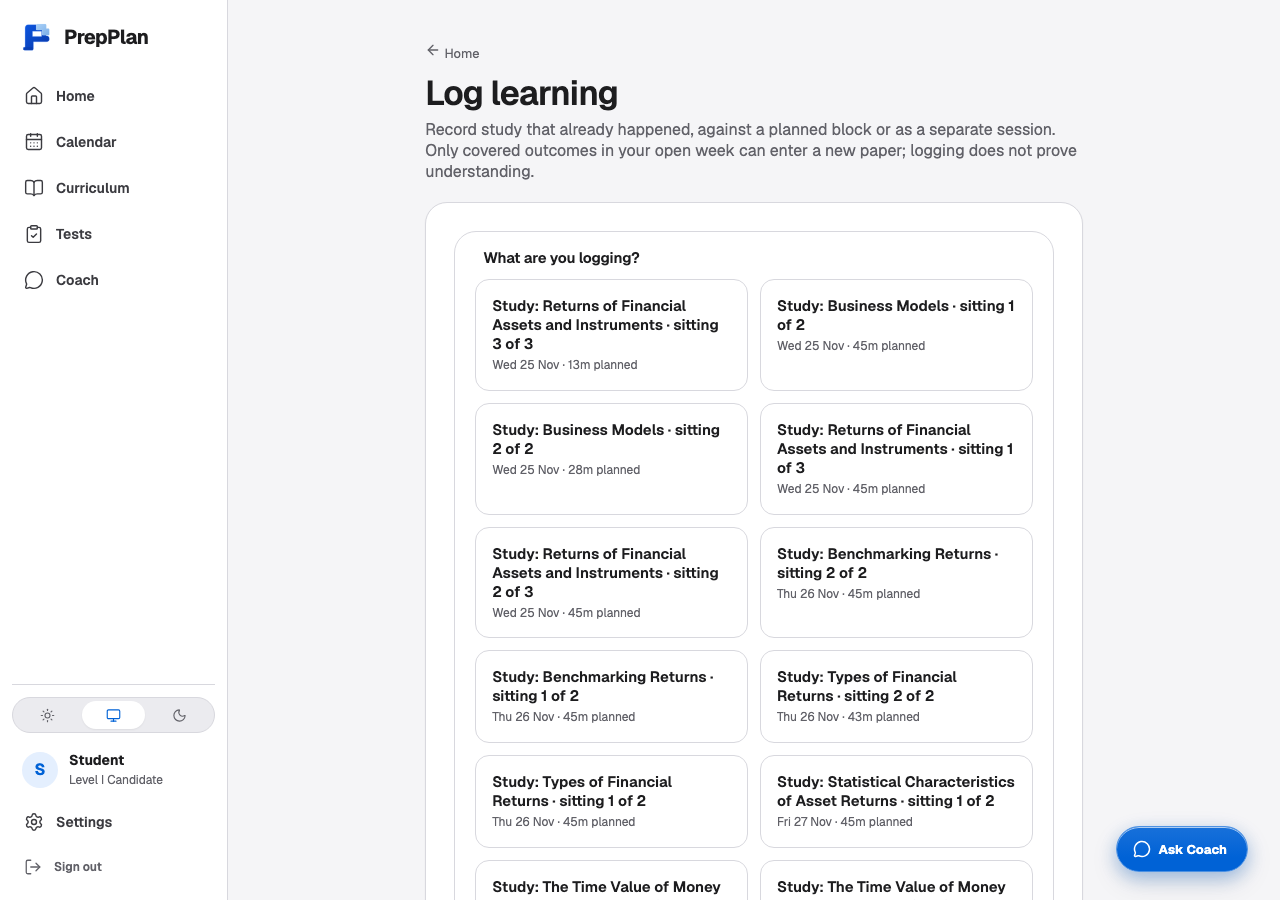 PrepPlan
Home
Calendar
Curriculum
Tests
Coach
Student
S
Level I Candidate
Settings
Sign out
Home
Log learning
Record study that already happened, against a planned block or as a separate session.
Only covered outcomes in your open week can enter a new paper; logging does not prove
understanding.
What are you logging?
Study: Returns of Financial
Assets and Instruments · sitting
3 of 3
Wed 25 Nov · 13m planned
Study: Business Models · sitting 1
of 2
Wed 25 Nov · 45m planned
Study: Business Models · sitting
2 of 2
Wed 25 Nov · 28m planned
Study: Returns of Financial
Assets and Instruments · sitting 1
of 3
Wed 25 Nov · 45m planned
Study: Returns of Financial
Assets and Instruments · sitting
2 of 3
Wed 25 Nov · 45m planned
Study: Benchmarking Returns ·
sitting 2 of 2
Thu 26 Nov · 45m planned
Study: Benchmarking Returns ·
sitting 1 of 2
Thu 26 Nov · 45m planned
Study: Types of Financial
Returns · sitting 2 of 2
Thu 26 Nov · 43m planned
Study: Types of Financial
Returns · sitting 1 of 2
Thu 26 Nov · 45m planned
Study: Statistical Characteristics
of Asset Returns · sitting 1 of 2
Fri 27 Nov · 45m planned
Study: The Time Value of Money
Study: The Time Value of Money
Ask Coach